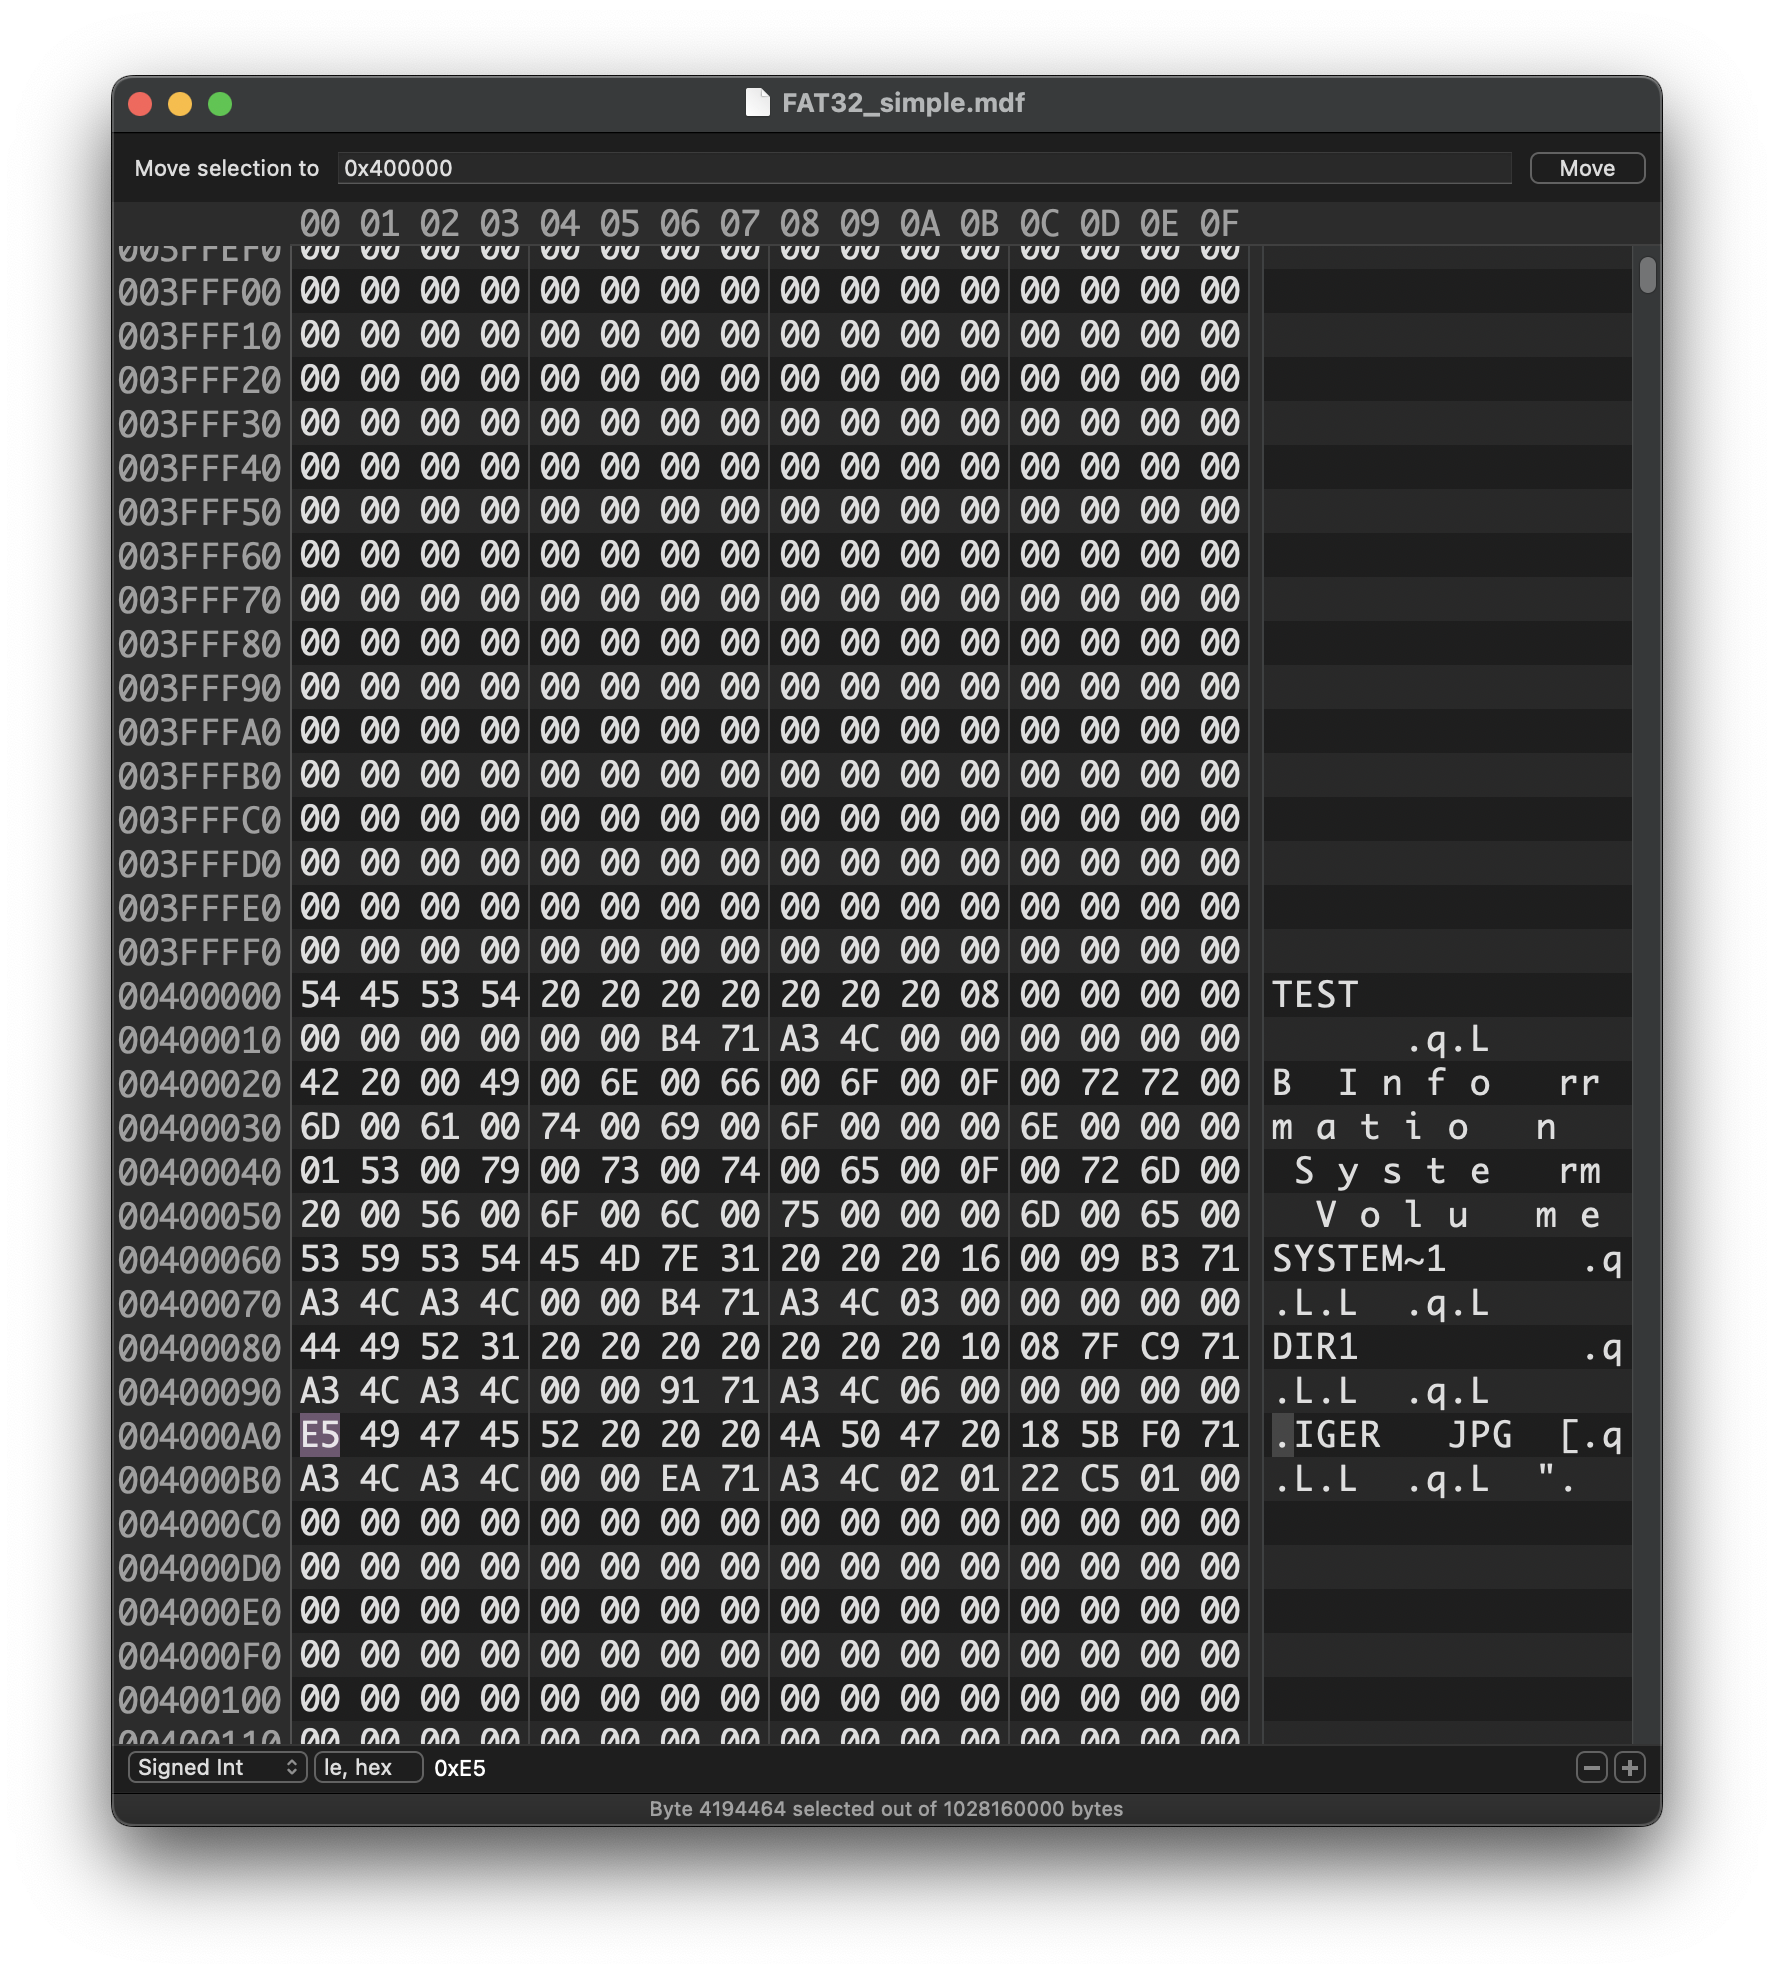 FAT32_simple.mdf
Move selection to 0x400000 Move
00 01 02 03 04 05 06 07 08 09 0A 0B 0C 0D 0E 0F
003FFEF0 00 00 00 00 00 00 00 00 00 00 00 00 00 00 00 00
003FFF00 00 00 00 00 00 00 00 00 00 00 00 00 00 00 00 00
003FFF10 00 00 00 00 00 00 00 00 00 00 00 00 00 00 00 00
003FFF20 00 00 00 00 00 00 00 00 00 00 00 00 00 00 00 00
003FFF30 00 00 00 00 00 00 00 00 00 00 00 00 00 00 00 00
003FFF40 00 00 00 00 00 00 00 00 00 00 00 00 00 00 00 00
003FFF50 00 00 00 00 00 00 00 00 00 00 00 00 00 00 00 00
003FFF60 00 00 00 00 00 00 00 00 00 00 00 00 00 00 00 00
003FFF70 00 00 00 00 00 00 00 00 00 00 00 00 00 00 00 00
003FFF80 00 00 00 00 00 00 00 00 00 00 00 00 00 00 00 00
003FFF90 00 00 00 00 00 00 00 00 00 00 00 00 00 00 00 00
003FFFA0 00 00 00 00 00 00 00 00 00 00 00 00 00 00 00 00
003FFFB0 00 00 00 00 00 00 00 00 00 00 00 00 00 00 00 00
003FFFC0 00 00 00 00 00 00 00 00 00 00 00 00 00 00 00 00
003FFFD0 00 00 00 00 00 00 00 00 00 00 00 00 00 00 00 00
003FFFE0 00 00 00 00 00 00 00 00 00 00 00 00 00 00 00 00
003FFFF0 00 00 00 00 00 00 00 00 00 00 00 00 00 00 00 00
00400000 54 45 53 54 20 20 20 20 20 20 20 08 00 00 00 00 TEST
00400010 00 00 00 00 00 00 B4 71 A3 4C 00 00 00 00 00 00 .q.L
00400020 42 20 00 49 00 6E 00 66 00 6F 00 0F 00 72 72 00 B I n f o rr
00400030 6D 00 61 00 74 00 69 00 6F 00 00 00 6E 00 00 00 m a t i o n
00400040 01 53 00 79 00 73 00 74 00 65 00 0F 00 72 6D 00 S y s t e rm
00400050 20 00 56 00 6F 00 6C 00 75 00 00 00 6D 00 65 00 V o l u m e
00400060 53 59 53 54 45 4D 7E 31 20 20 20 16 00 09 B3 71 SYSTEM~1 .q
00400070 A3 4C A3 4C 00 00 B4 71 A3 4C 03 00 00 00 00 00 .L.L .q.L
00400080 44 49 52 31 20 20 20 20 20 20 20 10 08 7F C9 71 DIR1 .q
00400090 A3 4C A3 4C 00 00 91 71 A3 4C 06 00 00 00 00 00 .L.L .q.L
004000A0 E5 49 47 45 52 20 20 20 4A 50 47 20 18 5B F0 71 .IGER JPG [.q
004000B0 A3 4C A3 4C 00 00 EA 71 A3 4C 02 01 22 C5 01 00 .L.L .q.L ".
004000C0 00 00 00 00 00 00 00 00 00 00 00 00 00 00 00 00
004000D0 00 00 00 00 00 00 00 00 00 00 00 00 00 00 00 00
004000E0 00 00 00 00 00 00 00 00 00 00 00 00 00 00 00 00
004000F0 00 00 00 00 00 00 00 00 00 00 00 00 00 00 00 00
00400100 00 00 00 00 00 00 00 00 00 00 00 00 00 00 00 00
00400110 00 00 00 00 00 00 00 00 00 00 00 00 00 00 00 00
Signed Int le, hex 0xE5
Byte 4194464 selected out of 1028160000 bytes